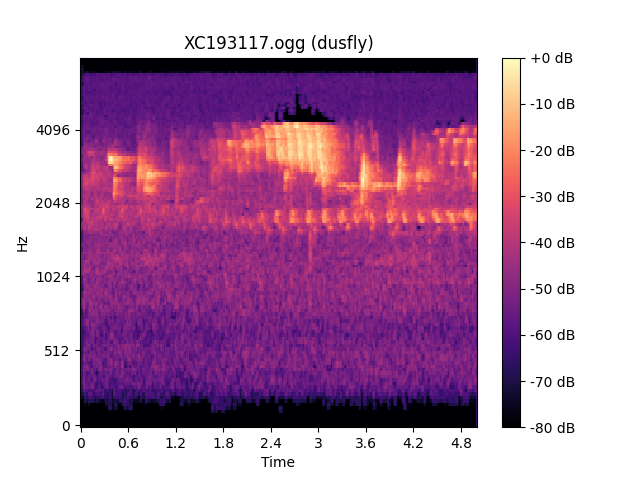 XC193117.ogg (dusfly)
Hz
4096
2048
1024
512
0
0 0.6 1.2 1.8 2.4 3 3.6 4.2 4.8
Time
+0 dB
-10 dB
-20 dB
-30 dB
-40 dB
-50 dB
-60 dB
-70 dB
-80 dB